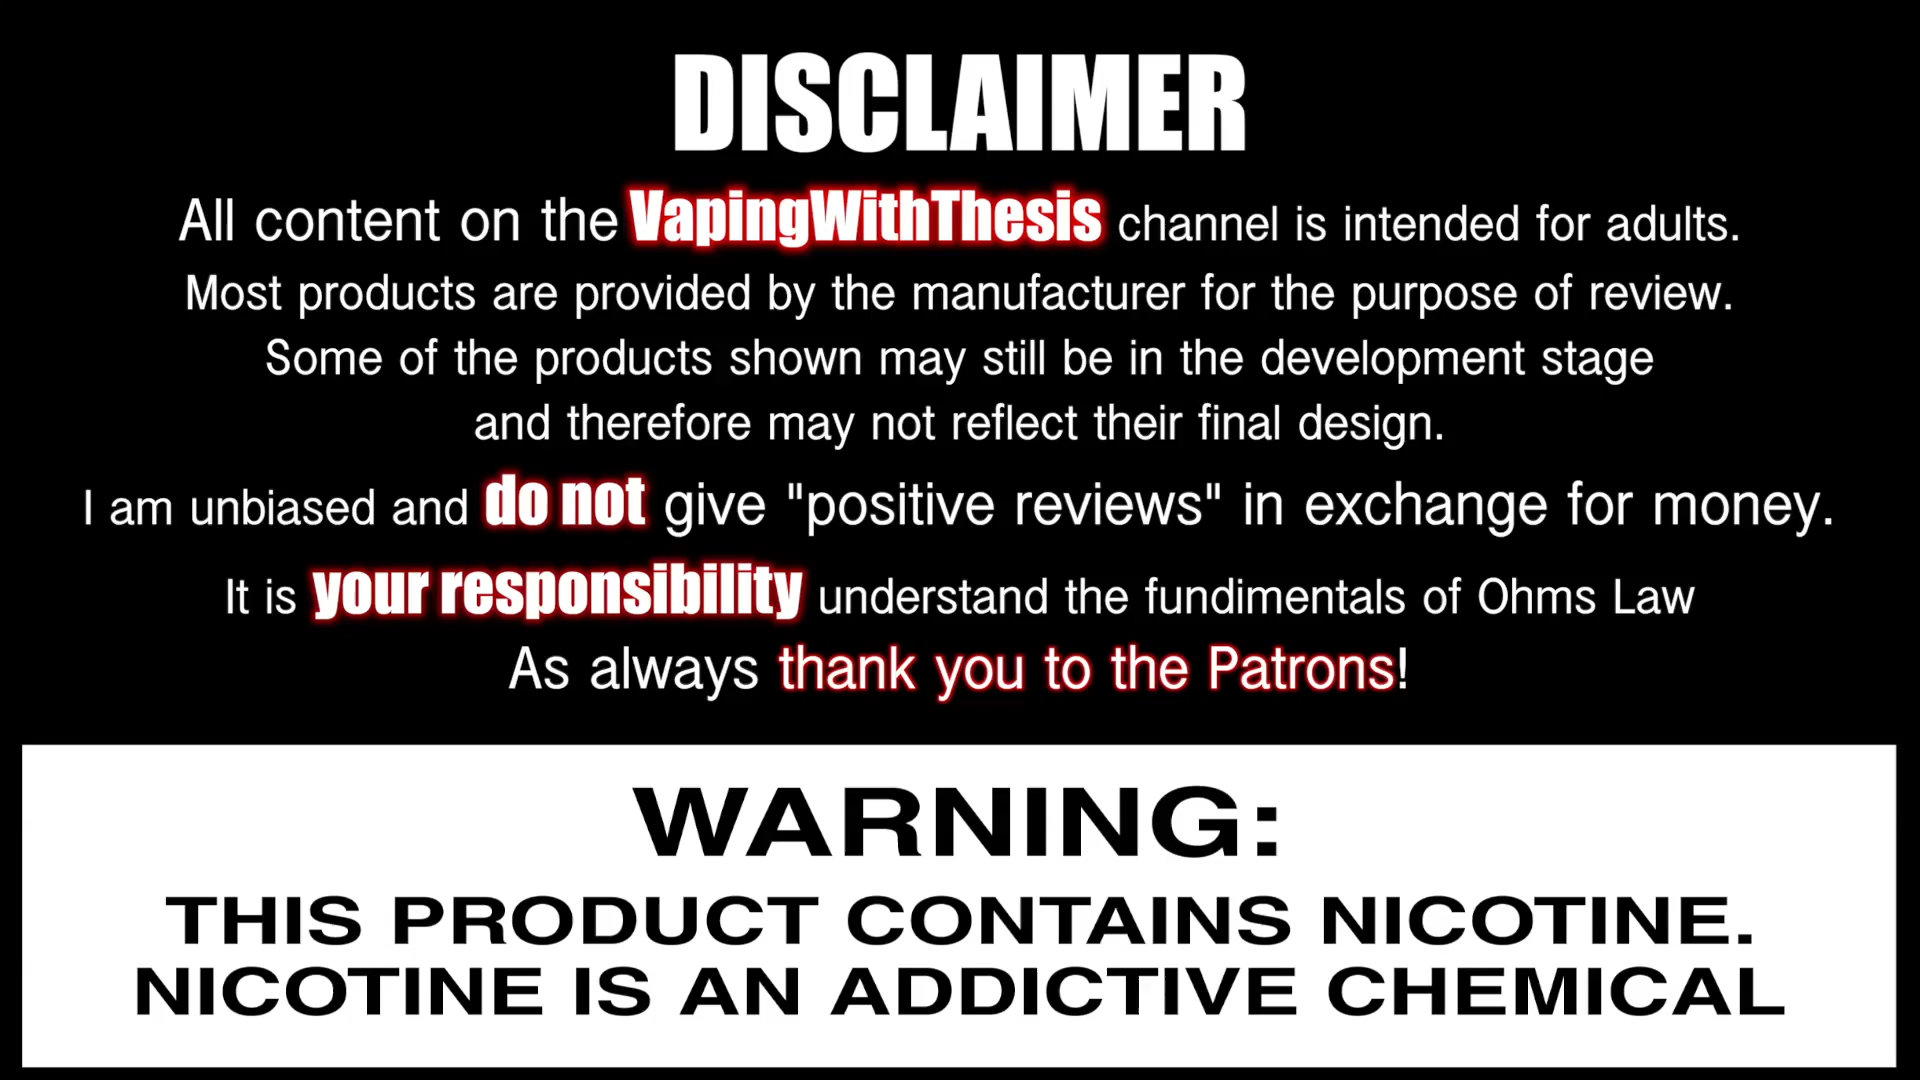 DISCLAIMER
All content on the VapingWithThesis channel is intended for adults.
Most products are provided by the manufacturer for the purpose of review.
Some of the products shown may still be in the development stage
and therefore may not reflect their final design.
I am unbiased and do not give "positive reviews" in exchange for money.
It is your responsibility understand the fundimentals of Ohms Law
As always thank you to the Patrons!
WARNING:
THIS PRODUCT CONTAINS NICOTINE.
NICOTINE IS AN ADDICTIVE CHEMICAL